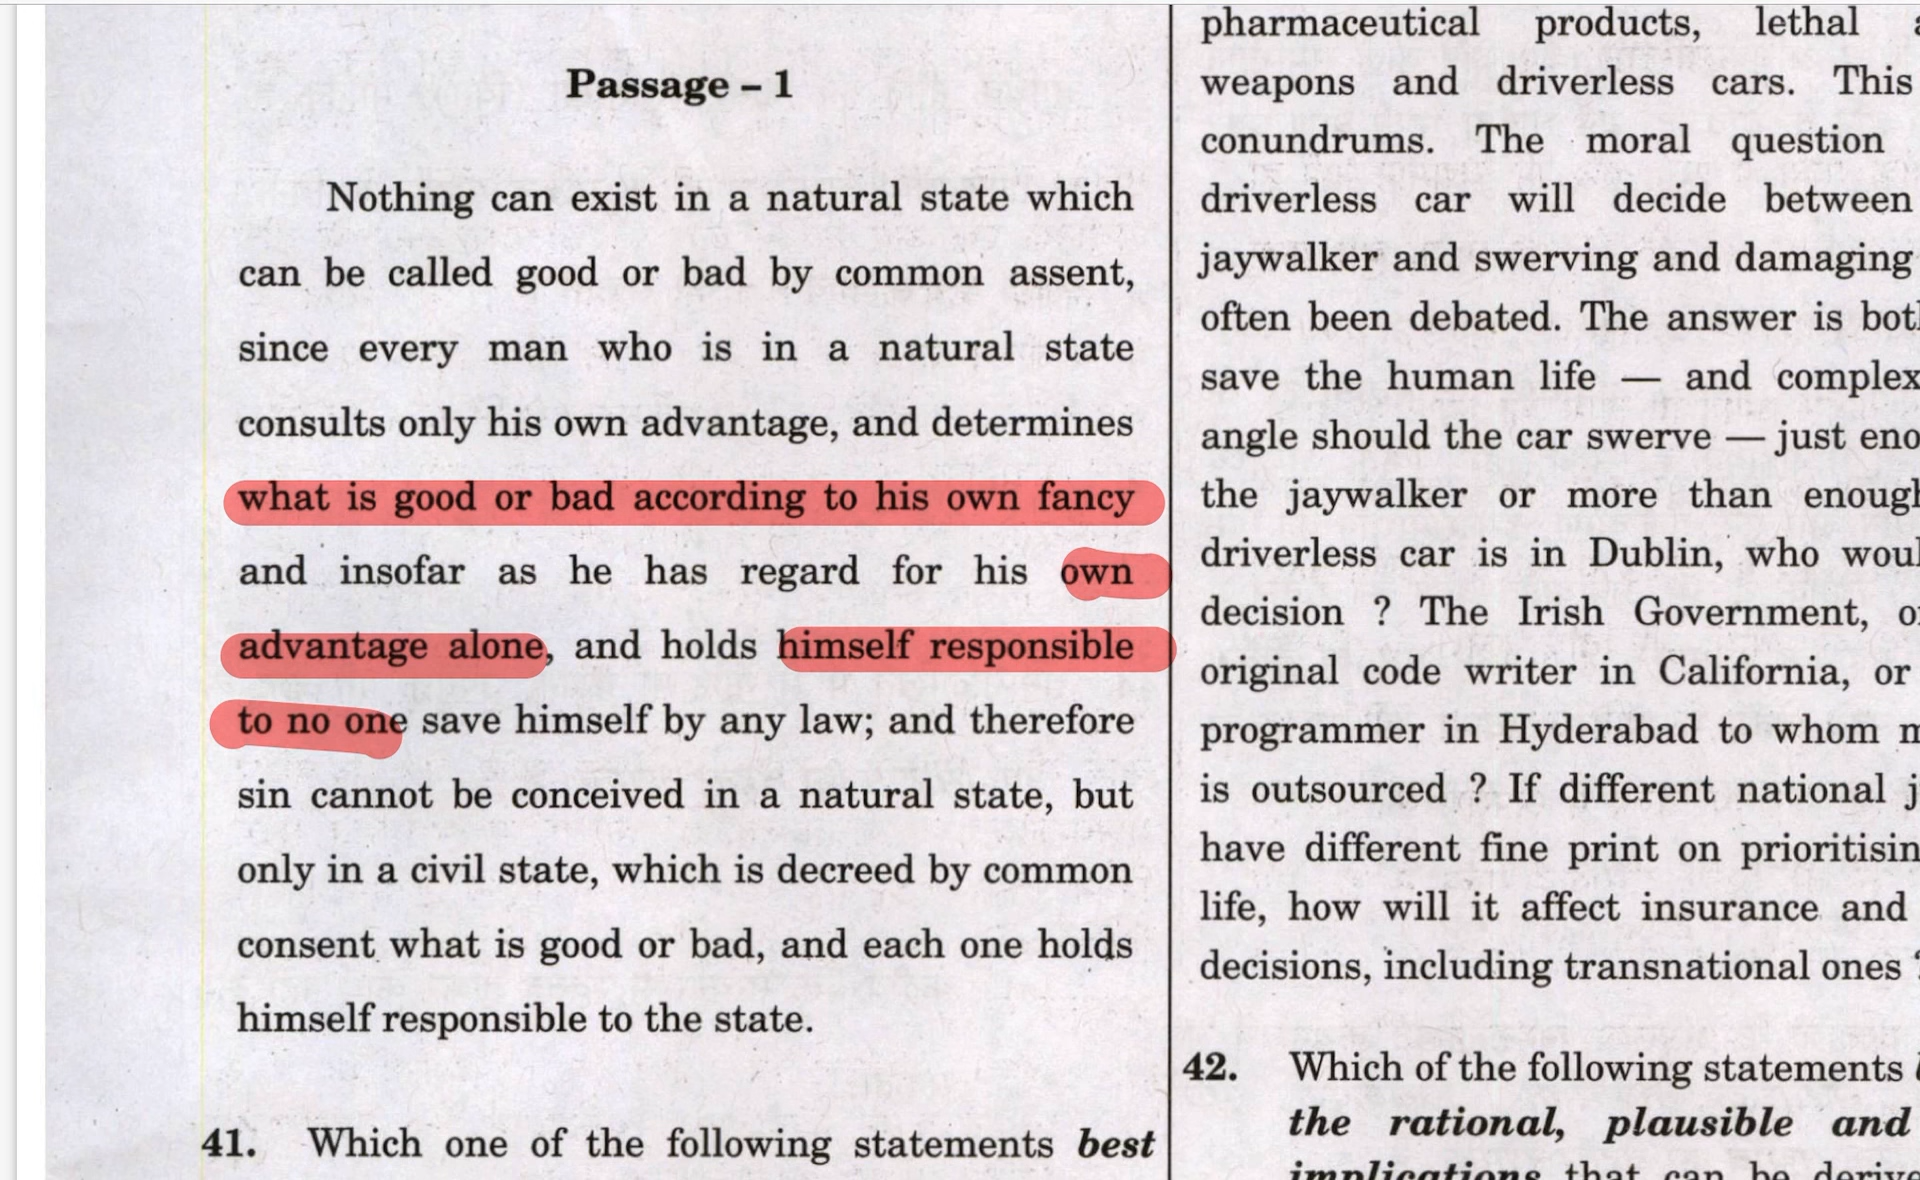 Passage – 1
Nothing can exist in a natural state which
can be called good or bad by common assent,
since every man who is in a natural state
consults only his own advantage, and determines
what is good or bad according to his own fancy
and insofar as he has regard for his own
advantage alone, and holds himself responsible
to no one save himself by any law; and therefore
sin cannot be conceived in a natural state, but
only in a civil state, which is decreed by common
consent what is good or bad, and each one holds
himself responsible to the state.
41. Which one of the following statements best
pharmaceutical products, lethal
weapons and driverless cars. This
conundrums. The moral question
driverless car will decide between
jaywalker and swerving and damaging
often been debated. The answer is
save the human life — and complex
angle should the car swerve — just
the jaywalker or more than
driverless car is in Dublin, who
decision ? The Irish Government,
original code writer in California, or
programmer in Hyderabad to whom
is outsourced ? If different national
have different fine print on
life, how will it affect insurance and
decisions, including transnational ones
42. Which of the following statements
the rational, plausible and
implications that can be